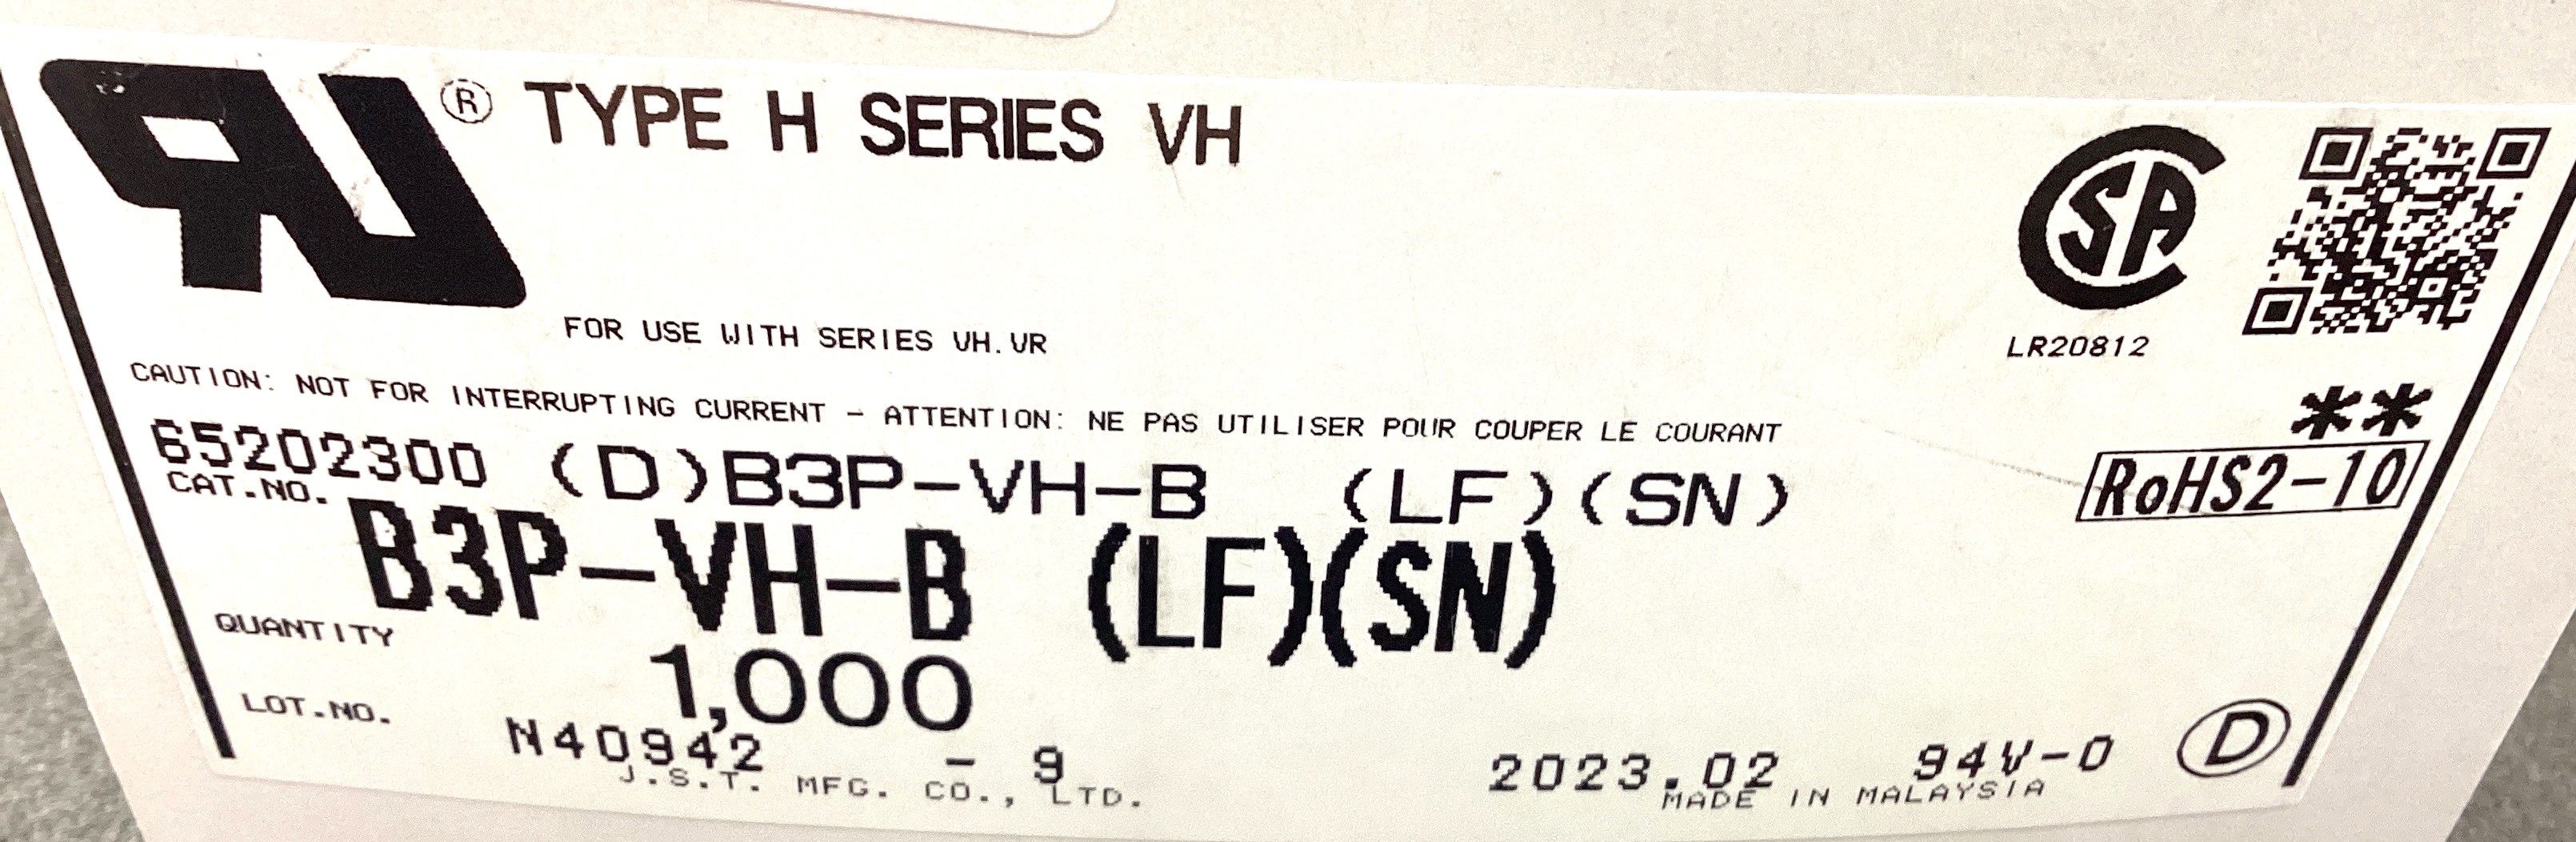 ® TYPE H SERIES VH
CSA
LR20812
FOR USE WITH SERIES VH.VR
CAUTION: NOT FOR INTERRUPTING CURRENT - ATTENTION: NE PAS UTILISER POUR COUPER LE COURANT
**
65202300 (D)B3P-VH-B (LF)(SN)
RoHS2-10
CAT.NO.
B3P-VH-B (LF)(SN)
QUANTITY
1,000
LOT.NO.
N40942 - 9
2023.02 94V-0 D
J.S.T. MFG. CO., LTD.
MADE IN MALAYSIA